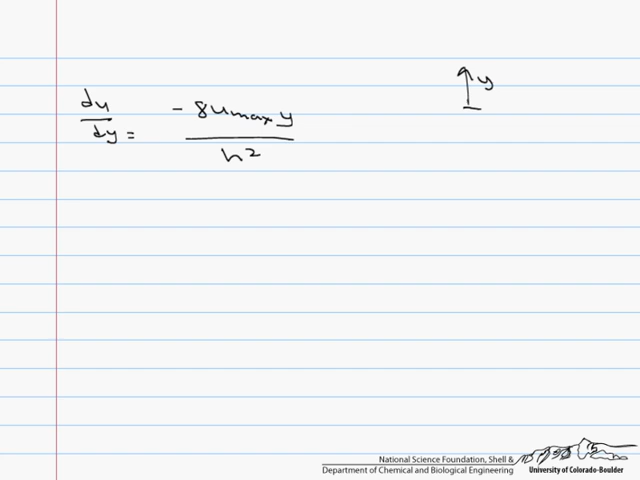 du/dy = -8umax y / h²
y
National Science Foundation, Shell &
Department of Chemical and Biological Engineering
University of Colorado-Boulder